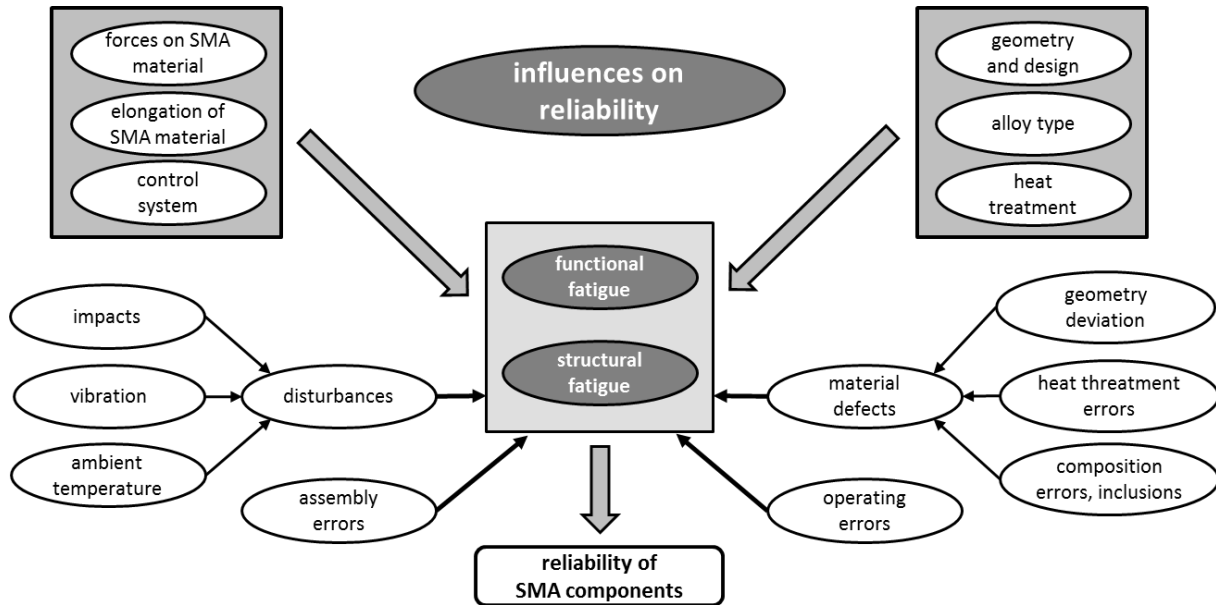 forces on SMA
material
elongation of
SMA material
control
system
influences on
reliability
geometry
and design
alloy type
heat
treatment
functional
fatigue
structural
fatigue
impacts
vibration
ambient
temperature
disturbances
assembly
errors
material
defects
operating
errors
geometry
deviation
heat threatment
errors
composition
errors, inclusions
reliability of
SMA components